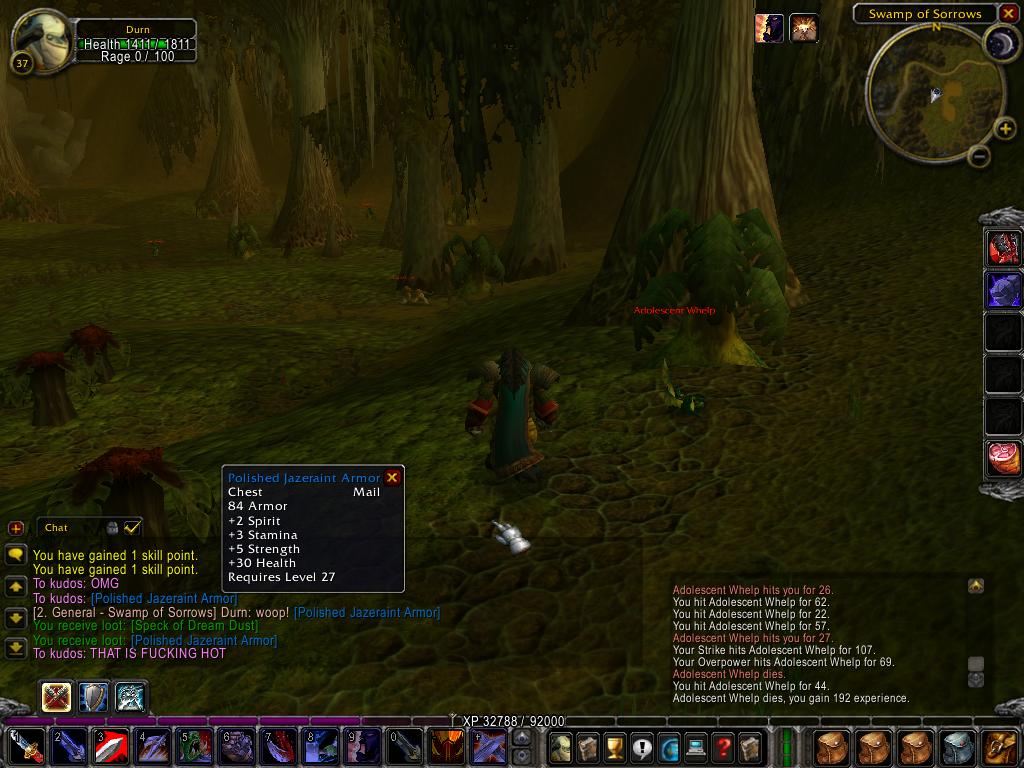 Durn
Health 1411 / 1811
Rage 0 / 100
37
Swamp of Sorrows
N
Adolescent Whelp
Polished Jazeraint Armor
Chest Mail
84 Armor
+2 Spirit
+3 Stamina
+5 Strength
+30 Health
Requires Level 27
Chat
You have gained 1 skill point.
You have gained 1 skill point.
To kudos: OMG
To kudos: [Polished Jazeraint Armor]
[2. General - Swamp of Sorrows] Durn: woop! [Polished Jazeraint Armor]
You receive loot: [Speck of Dream Dust]
You receive loot: [Polished Jazeraint Armor]
To kudos: THAT IS FUCKING HOT
Adolescent Whelp hits you for 26.
You hit Adolescent Whelp for 62.
You hit Adolescent Whelp for 22.
You hit Adolescent Whelp for 57.
Adolescent Whelp hits you for 27.
Your Strike hits Adolescent Whelp for 107.
Your Overpower hits Adolescent Whelp for 69.
Adolescent Whelp dies.
You hit Adolescent Whelp for 44.
Adolescent Whelp dies, you gain 192 experience.
XP 32788 / 92000
1 2 3 4 5 6 7 8 9 0 - +